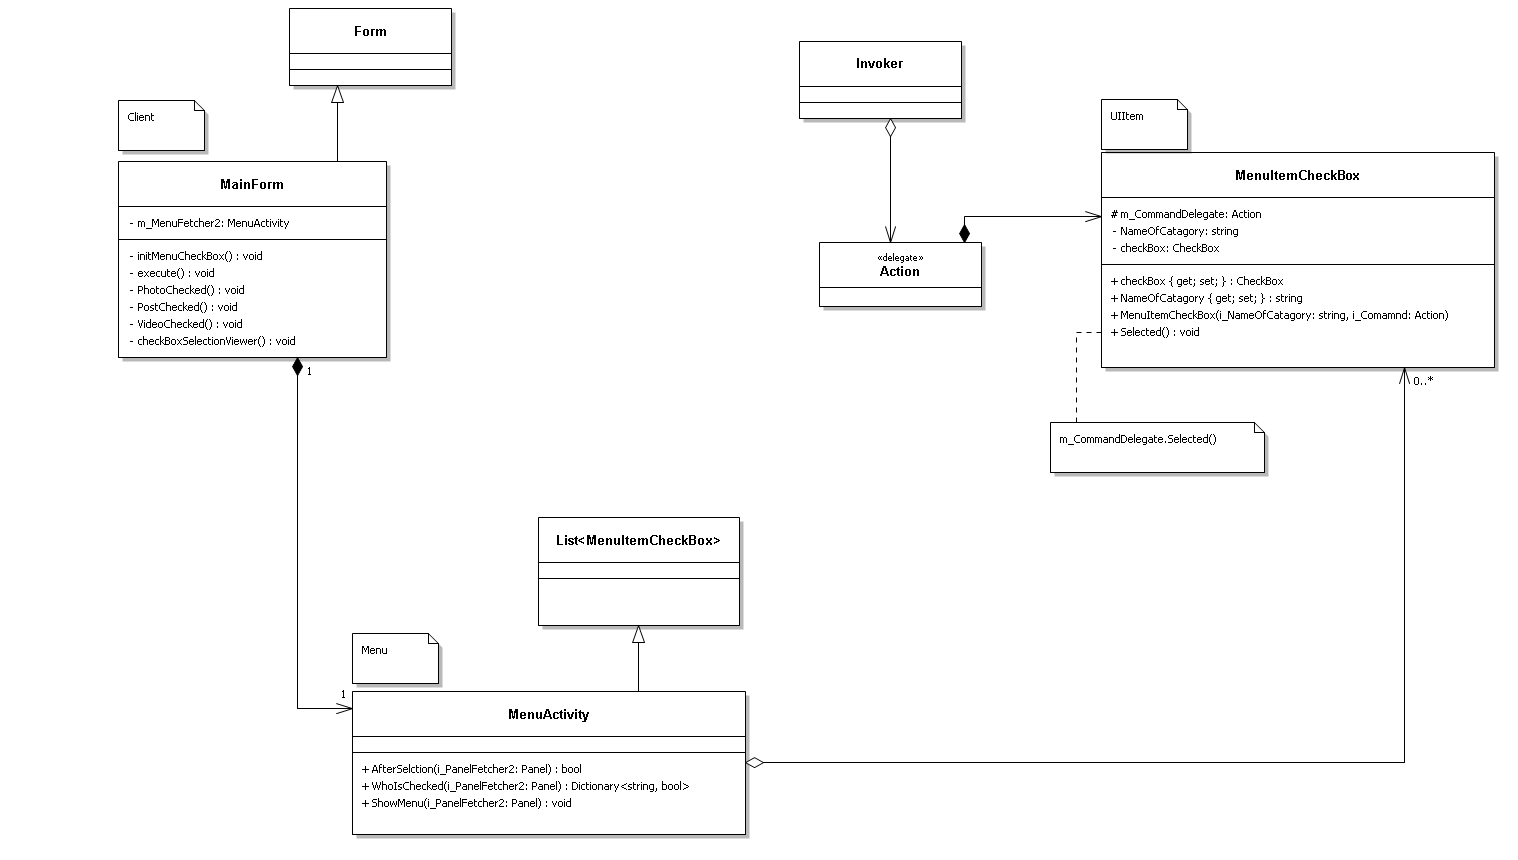 Form
Client
MainForm
- m_MenuFetcher2: MenuActivity
- initMenuCheckBox() : void
- execute() : void
- PhotoChecked() : void
- PostChecked() : void
- VideoChecked() : void
- checkBoxSelectionViewer() : void
1
Invoker
«delegate»
Action
UIItem
MenuItemCheckBox
# m_CommandDelegate: Action
- NameOfCatagory: string
- checkBox: CheckBox
+ checkBox { get; set; } : CheckBox
+ NameOfCatagory { get; set; } : string
+ MenuItemCheckBox(i_NameOfCatagory: string, i_Comamnd: Action)
+ Selected() : void
0..*
m_CommandDelegate.Selected()
List<MenuItemCheckBox>
Menu
1
MenuActivity
+ AfterSelction(i_PanelFetcher2: Panel) : bool
+ WhoIsChecked(i_PanelFetcher2: Panel) : Dictionary<string, bool>
+ ShowMenu(i_PanelFetcher2: Panel) : void